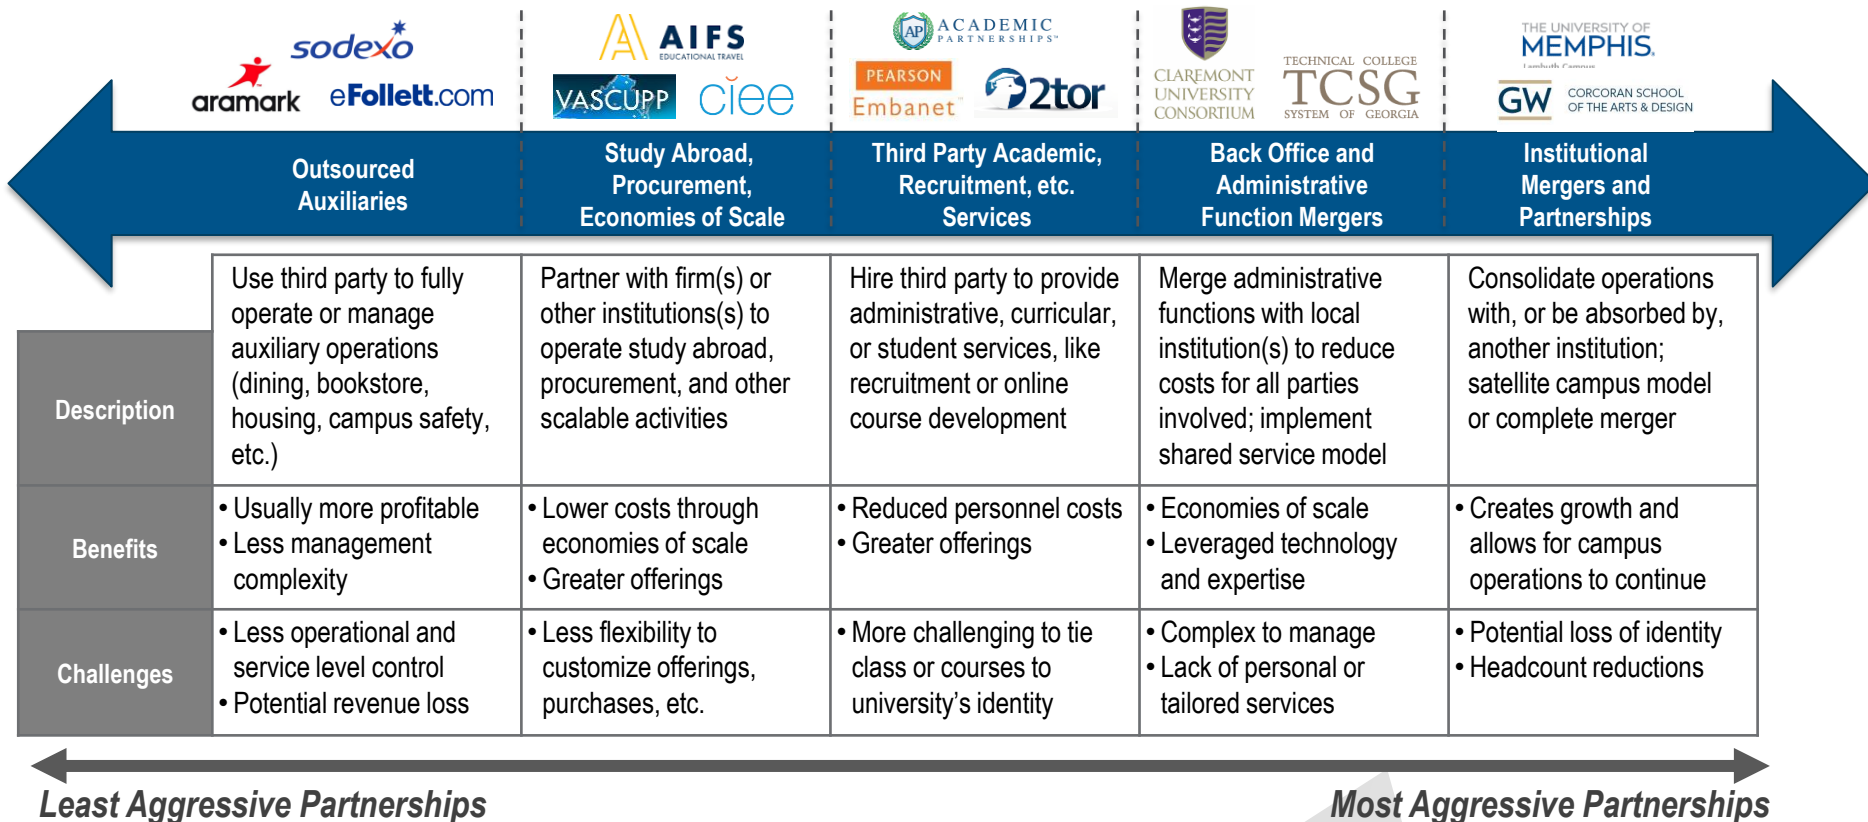 sodexo
aramark
eFollett.com
AIFS
EDUCATIONAL TRAVEL
VASCUPP
ciee
AP
ACADEMIC
PARTNERSHIPS
PEARSON
Embanet
2tor
CLAREMONT
UNIVERSITY
CONSORTIUM
TECHNICAL COLLEGE
TCSG
SYSTEM OF GEORGIA
THE UNIVERSITY OF
MEMPHIS.
Lambuth Campus
GW
CORCORAN SCHOOL
OF THE ARTS & DESIGN
Outsourced
Auxiliaries
Study Abroad,
Procurement,
Economies of Scale
Third Party Academic,
Recruitment, etc.
Services
Back Office and
Administrative
Function Mergers
Institutional
Mergers and
Partnerships
Description
Use third party to fully
operate or manage
auxiliary operations
(dining, bookstore,
housing, campus safety,
etc.)
Partner with firm(s) or
other institutions(s) to
operate study abroad,
procurement, and other
scalable activities
Hire third party to provide
administrative, curricular,
or student services, like
recruitment or online
course development
Merge administrative
functions with local
institution(s) to reduce
costs for all parties
involved; implement
shared service model
Consolidate operations
with, or be absorbed by,
another institution;
satellite campus model
or complete merger
Benefits
• Usually more profitable
• Less management
complexity
• Lower costs through
economies of scale
• Greater offerings
• Reduced personnel costs
• Greater offerings
• Economies of scale
• Leveraged technology
and expertise
• Creates growth and
allows for campus
operations to continue
Challenges
• Less operational and
service level control
• Potential revenue loss
• Less flexibility to
customize offerings,
purchases, etc.
• More challenging to tie
class or courses to
university’s identity
• Complex to manage
• Lack of personal or
tailored services
• Potential loss of identity
• Headcount reductions
Least Aggressive Partnerships
Most Aggressive Partnerships